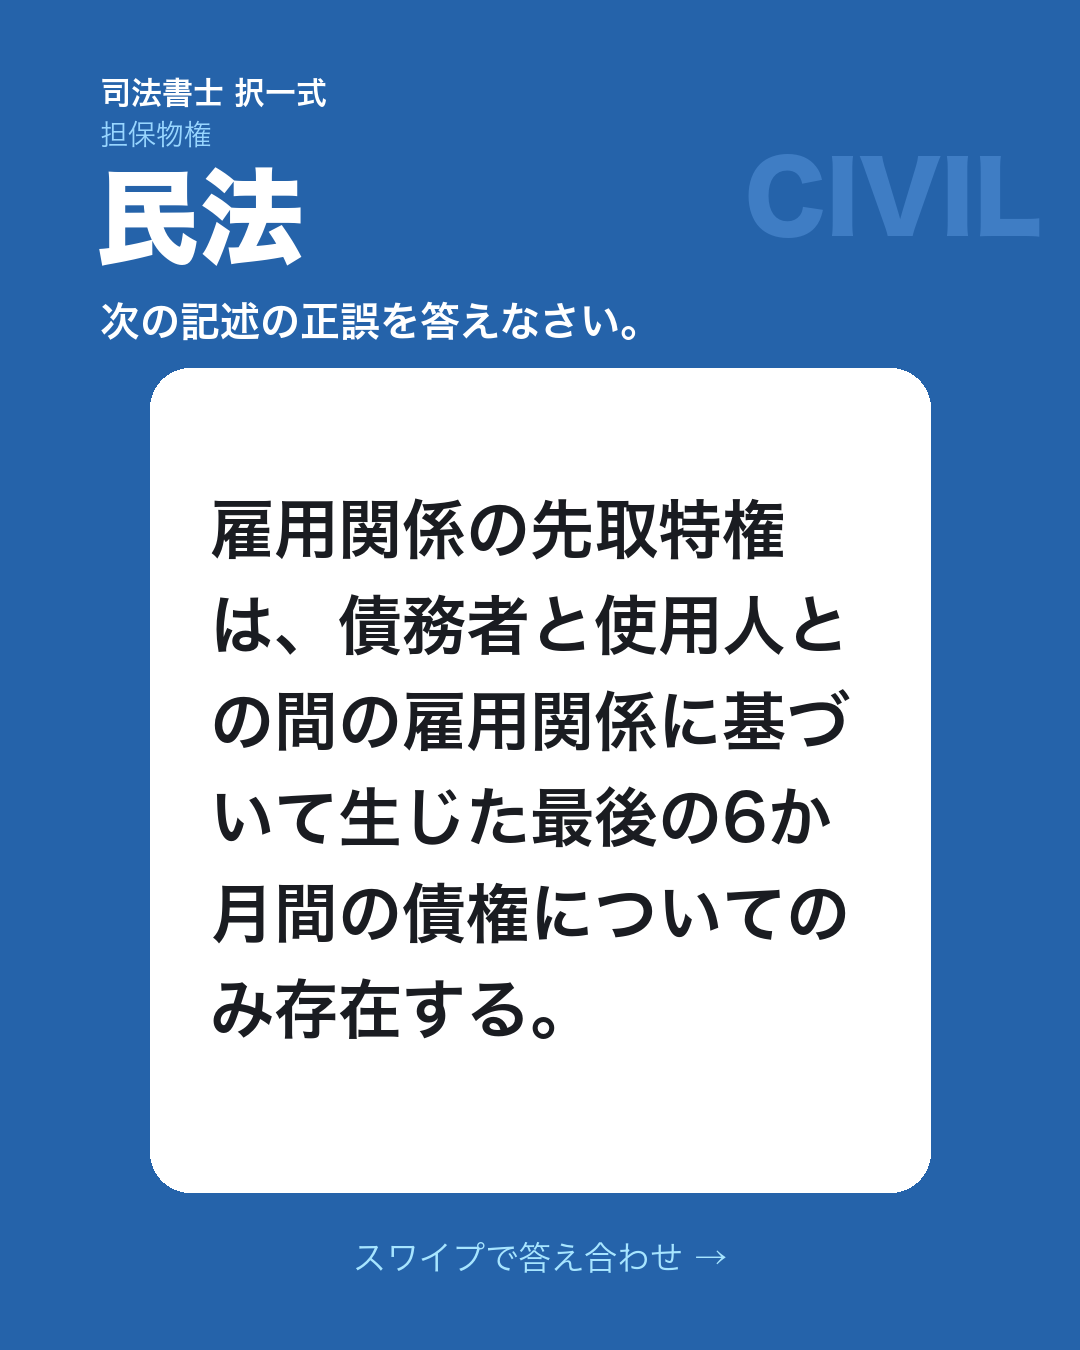 司法書士 択一式
担保物権
民法
CIVIL
次の記述の正誤を答えなさい。
雇用関係の先取特権
は、債務者と使用人と
の間の雇用関係に基づ
いて生じた最後の6か
月間の債権についての
み存在する。
スワイプで答え合わせ →